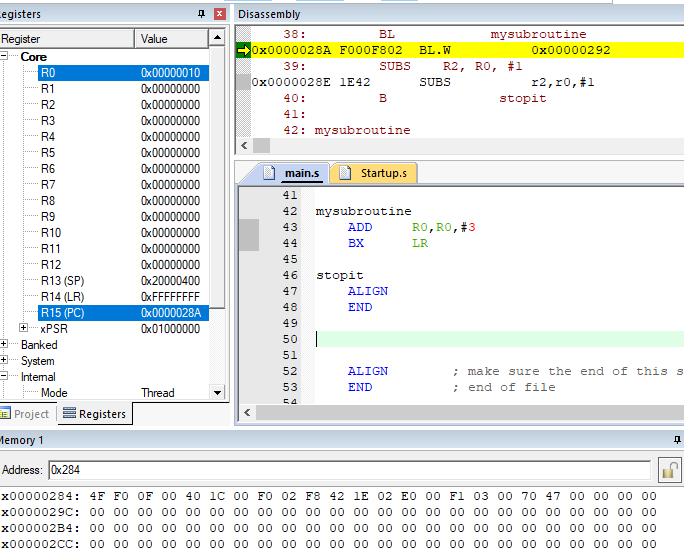 egisters
Register Value
Core
R0 0x00000010
R1 0x00000000
R2 0x00000000
R3 0x00000000
R4 0x00000000
R5 0x00000000
R6 0x00000000
R7 0x00000000
R8 0x00000000
R9 0x00000000
R10 0x00000000
R11 0x00000000
R12 0x00000000
R13 (SP) 0x20000400
R14 (LR) 0xFFFFFFFF
R15 (PC) 0x0000028A
xPSR 0x01000000
Banked
System
Internal
Mode Thread
Project Registers
Disassembly
38: BL mysubroutine
0x0000028A F000F802 BL.W 0x00000292
39: SUBS R2, R0, #1
0x0000028E 1E42 SUBS r2,r0,#1
40: B stopit
41:
42: mysubroutine
main.s Startup.s
41
42 mysubroutine
43 ADD R0,R0,#3
44 BX LR
45
46 stopit
47 ALIGN
48 END
49
50
51
52 ALIGN ; make sure the end of this s
53 END ; end of file
54
Memory 1
Address: 0x284
x00000284: 4F F0 0F 00 40 1C 00 F0 02 F8 42 1E 02 E0 00 F1 03 00 70 47 00 00 00 00
x0000029C: 00 00 00 00 00 00 00 00 00 00 00 00 00 00 00 00 00 00 00 00 00 00 00 00
x000002B4: 00 00 00 00 00 00 00 00 00 00 00 00 00 00 00 00 00 00 00 00 00 00 00 00
x000002CC: 00 00 00 00 00 00 00 00 00 00 00 00 00 00 00 00 00 00 00 00 00 00 00 00